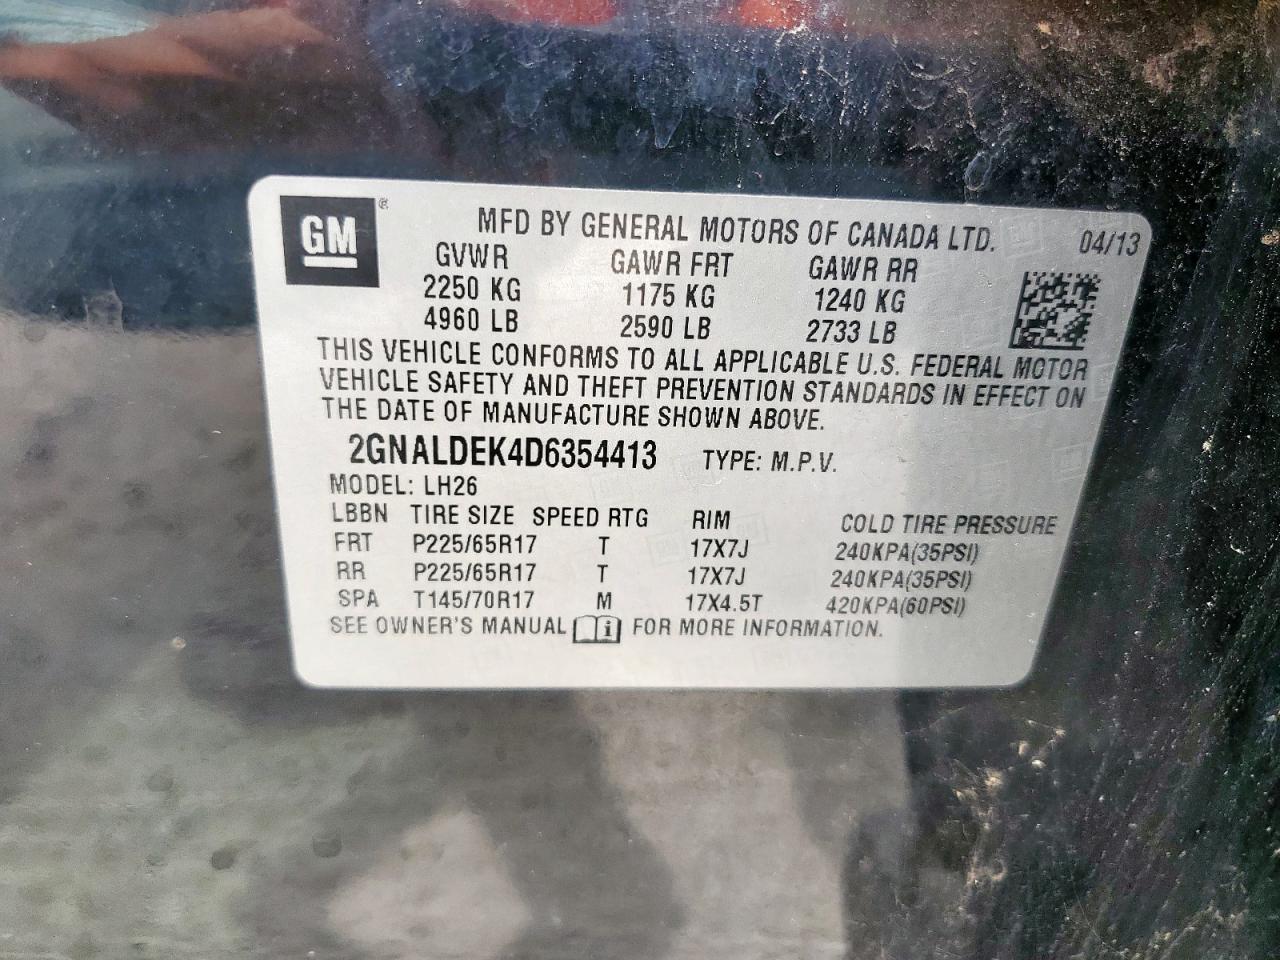 GM ®
MFD BY GENERAL MOTORS OF CANADA LTD. 04/13
GVWR GAWR FRT GAWR RR
2250 KG 1175 KG 1240 KG
4960 LB 2590 LB 2733 LB
THIS VEHICLE CONFORMS TO ALL APPLICABLE U.S. FEDERAL MOTOR
VEHICLE SAFETY AND THEFT PREVENTION STANDARDS IN EFFECT ON
THE DATE OF MANUFACTURE SHOWN ABOVE.
2GNALDEK4D6354413 TYPE: M.P.V.
MODEL: LH26
LBBN TIRE SIZE SPEED RTG RIM COLD TIRE PRESSURE
FRT P225/65R17 T 17X7J 240KPA(35PSI)
RR P225/65R17 T 17X7J 240KPA(35PSI)
SPA T145/70R17 M 17X4.5T 420KPA(60PSI)
SEE OWNER'S MANUAL i FOR MORE INFORMATION.